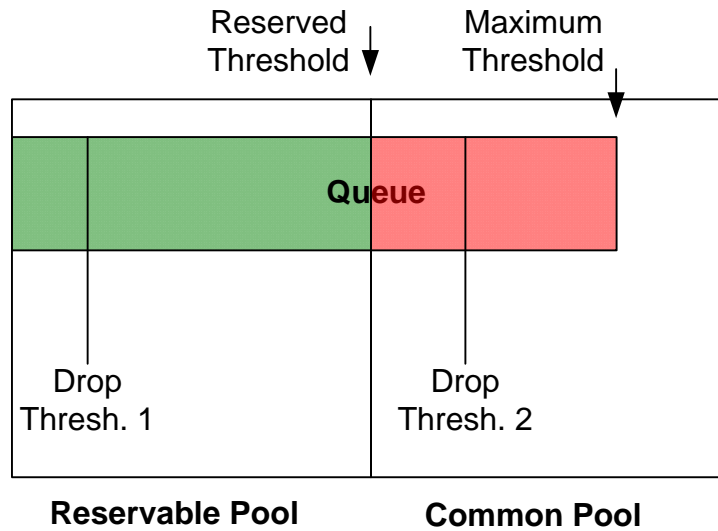 Reserved
Threshold
Maximum
Threshold
Queue
Drop
Thresh. 1
Drop
Thresh. 2
Reservable Pool
Common Pool